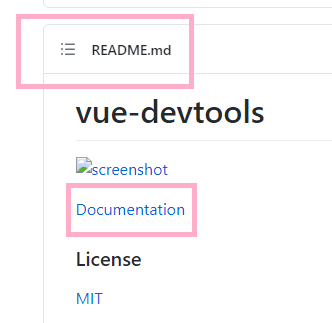 README.md
vue-devtools
screenshot
Documentation
License
MIT